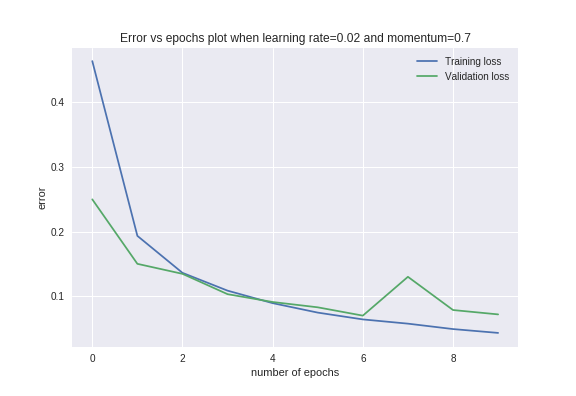 Error vs epochs plot when learning rate=0.02 and momentum=0.7
Training loss
Validation loss
0.4
0.3
0.2
0.1
error
0 2 4 6 8
number of epochs